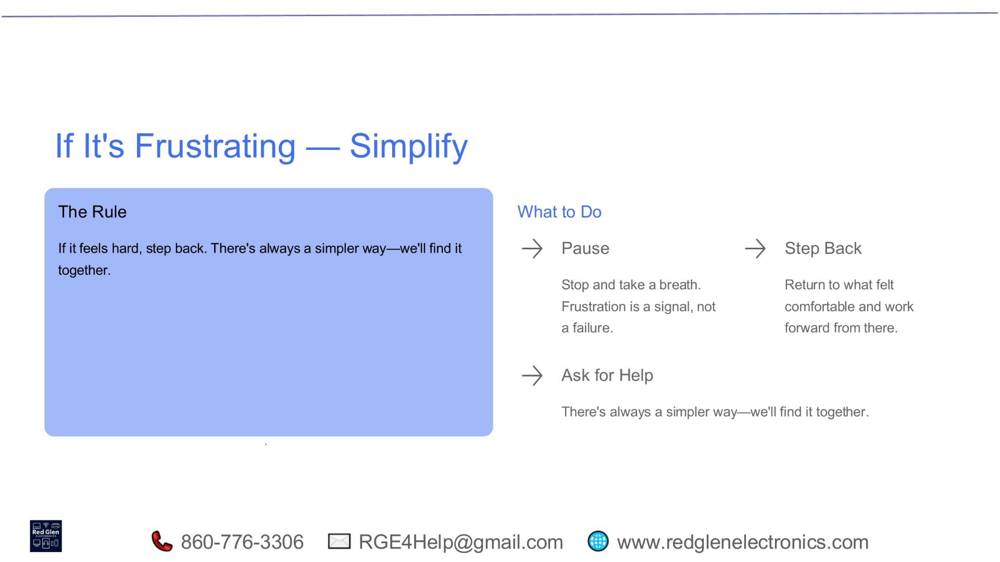 If It's Frustrating — Simplify
The Rule
If it feels hard, step back. There's always a simpler way—we'll find it
together.
What to Do
Pause
Stop and take a breath.
Frustration is a signal, not
a failure.
Step Back
Return to what felt
comfortable and work
forward from there.
Ask for Help
There's always a simpler way—we'll find it together.
Red Glen
ELECTRONICS
860-776-3306
RGE4Help@gmail.com
www.redglenelectronics.com